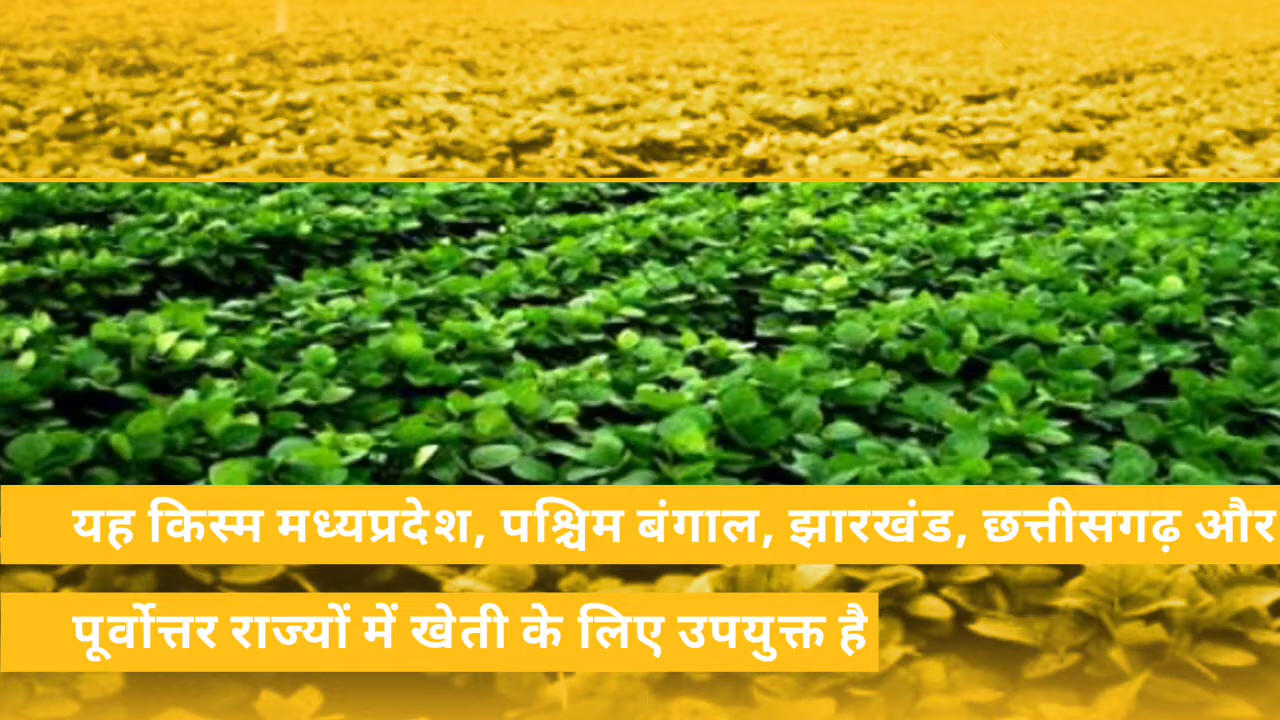 यह किस्म मध्यप्रदेश, पश्चिम बंगाल, झारखंड, छत्तीसगढ़ और
पूर्वोत्तर राज्यों में खेती के लिए उपयुक्त है